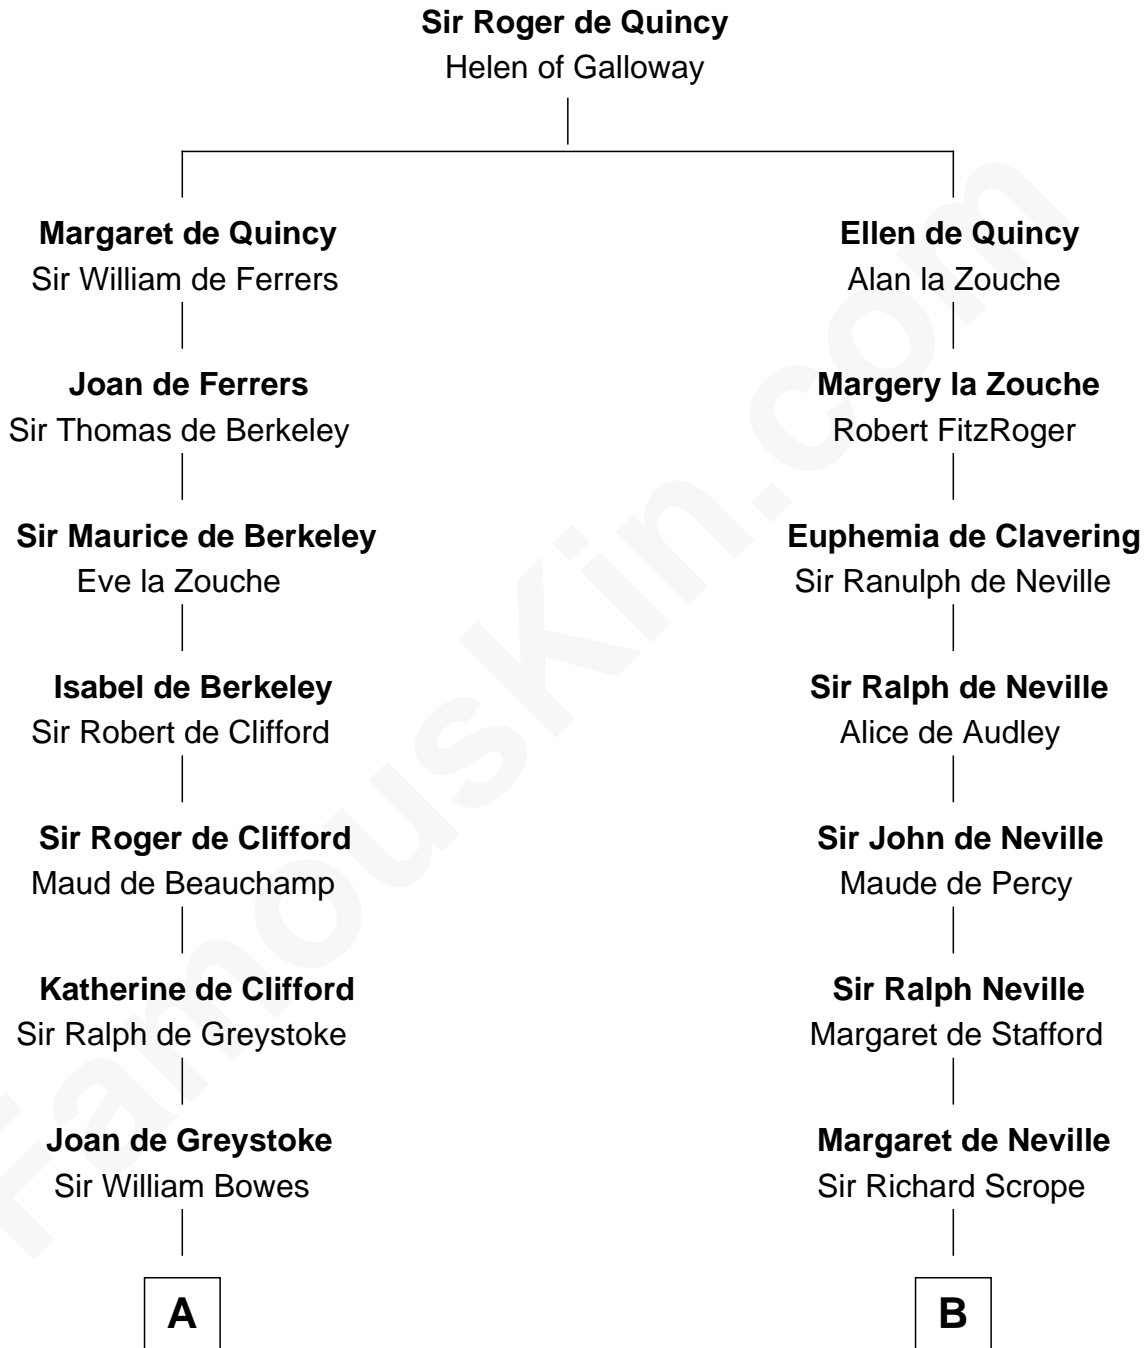 Sir Roger de Quincy
Helen of Galloway
Margaret de Quincy
Sir William de Ferrers
Ellen de Quincy
Alan la Zouche
Joan de Ferrers
Sir Thomas de Berkeley
Margery la Zouche
Robert FitzRoger
Sir Maurice de Berkeley
Eve la Zouche
Euphemia de Clavering
Sir Ranulph de Neville
Isabel de Berkeley
Sir Robert de Clifford
Sir Ralph de Neville
Alice de Audley
Sir Roger de Clifford
Maud de Beauchamp
Sir John de Neville
Maude de Percy
Katherine de Clifford
Sir Ralph de Greystoke
Sir Ralph Neville
Margaret de Stafford
Joan de Greystoke
Sir William Bowes
Margaret de Neville
Sir Richard Scrope
A
B
FamousKin.com